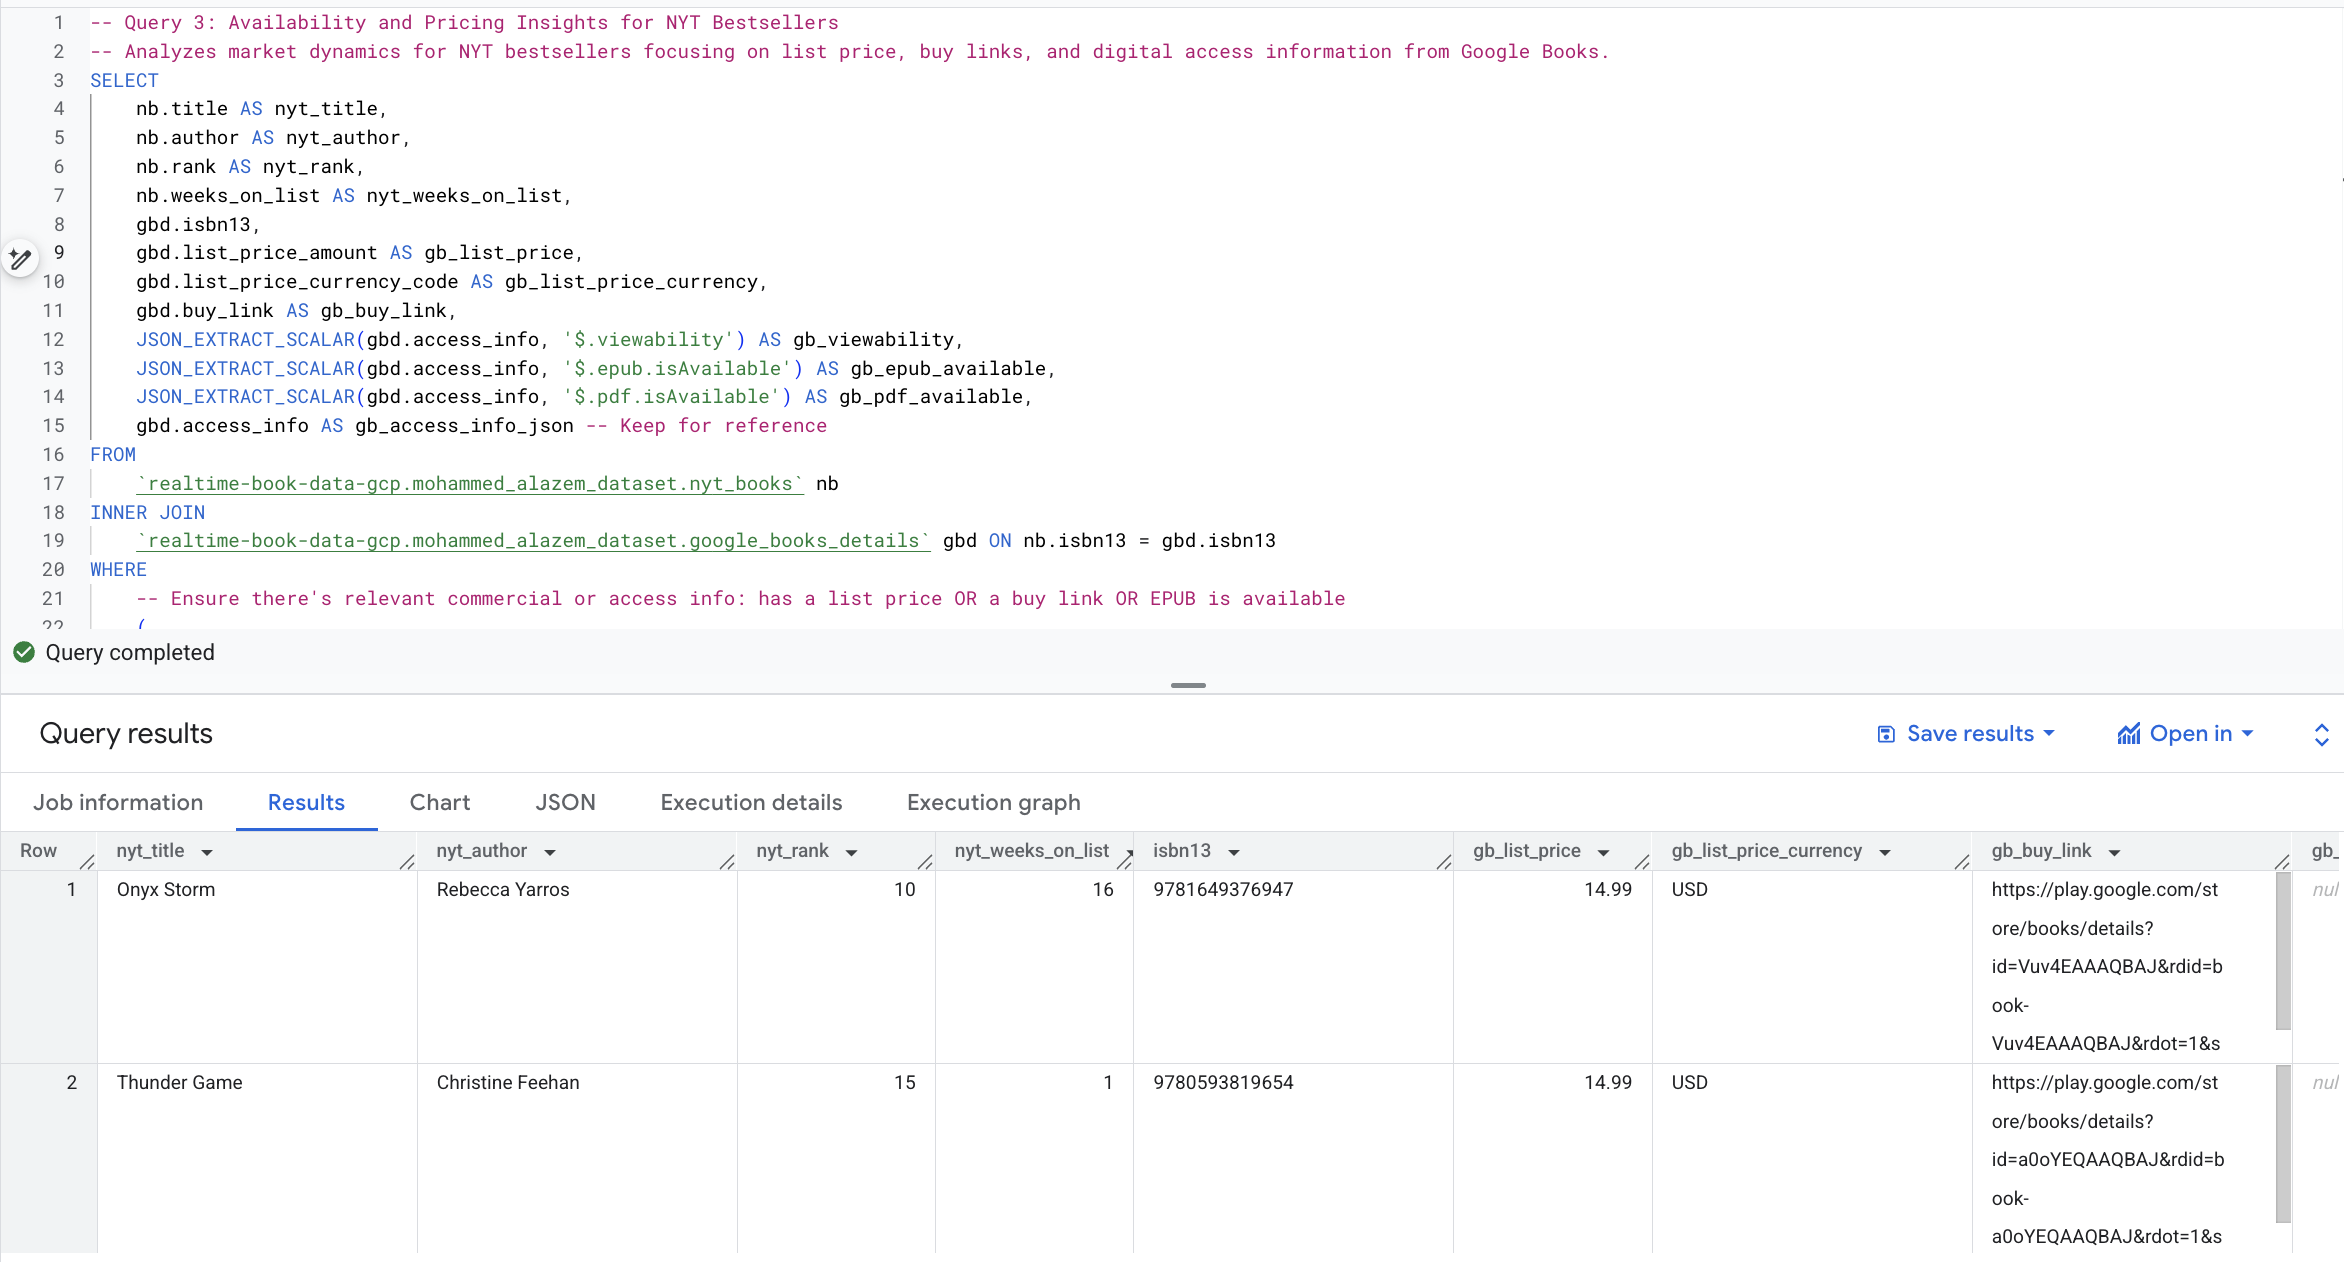 1 -- Query 3: Availability and Pricing Insights for NYT Bestsellers
2 -- Analyzes market dynamics for NYT bestsellers focusing on list price, buy links, and digital access information from Google Books.
3 SELECT
4 nb.title AS nyt_title,
5 nb.author AS nyt_author,
6 nb.rank AS nyt_rank,
7 nb.weeks_on_list AS nyt_weeks_on_list,
8 gbd.isbn13,
9 gbd.list_price_amount AS gb_list_price,
10 gbd.list_price_currency_code AS gb_list_price_currency,
11 gbd.buy_link AS gb_buy_link,
12 JSON_EXTRACT_SCALAR(gbd.access_info, '$.viewability') AS gb_viewability,
13 JSON_EXTRACT_SCALAR(gbd.access_info, '$.epub.isAvailable') AS gb_epub_available,
14 JSON_EXTRACT_SCALAR(gbd.access_info, '$.pdf.isAvailable') AS gb_pdf_available,
15 gbd.access_info AS gb_access_info_json -- Keep for reference
16 FROM
17 `realtime-book-data-gcp.mohammed_alazem_dataset.nyt_books` nb
18 INNER JOIN
19 `realtime-book-data-gcp.mohammed_alazem_dataset.google_books_details` gbd ON nb.isbn13 = gbd.isbn13
20 WHERE
21 -- Ensure there's relevant commercial or access info: has a list price OR a buy link OR EPUB is available
22 (
Query completed
Query results
Save results
Open in
Job information Results Chart JSON Execution details Execution graph
Row nyt_title nyt_author nyt_rank nyt_weeks_on_list isbn13 gb_list_price gb_list_price_currency gb_buy_link gb_
1 Onyx Storm Rebecca Yarros 10 16 9781649376947 14.99 USD https://play.google.com/st nul
ore/books/details?
id=Vuv4EAAAQBAJ&rdid=b
ook-
Vuv4EAAAQBAJ&rdot=1&s
2 Thunder Game Christine Feehan 15 1 9780593819654 14.99 USD https://play.google.com/st nul
ore/books/details?
id=a0oYEQAAQBAJ&rdid=b
ook-
a0oYEQAAQBAJ&rdot=1&s